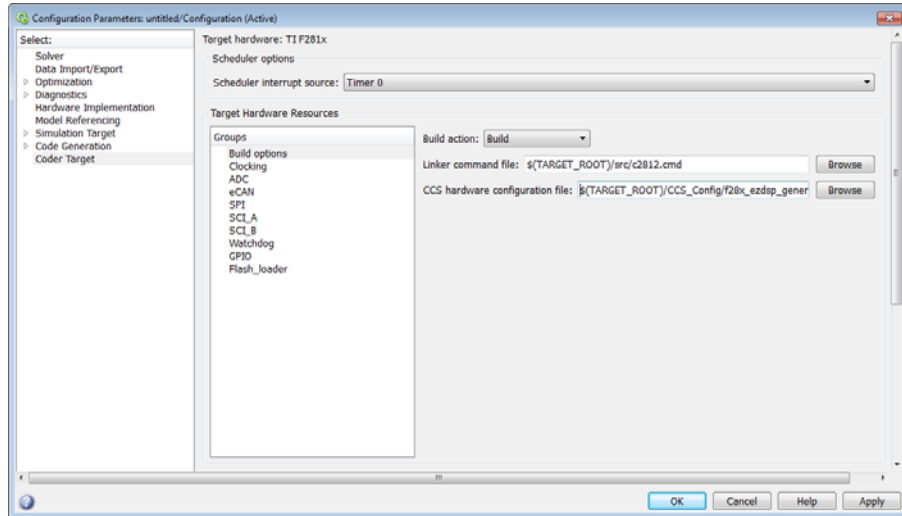 Configuration Parameters: untitled/Configuration (Active)
Select:
Solver
Data Import/Export
Optimization
Diagnostics
Hardware Implementation
Model Referencing
Simulation Target
Code Generation
Coder Target
Target hardware: TI F281x
Scheduler options
Scheduler interrupt source: Timer 0
Target Hardware Resources
Groups
Build options
Clocking
ADC
eCAN
SPI
SCI_A
SCI_B
Watchdog
GPIO
Flash_loader
Build action: Build
Linker command file: $(TARGET_ROOT)/src/c2812.cmd Browse
CCS hardware configuration file: $(TARGET_ROOT)/CCS_Config/f28x_ezdsp_gener Browse
OK Cancel Help Apply